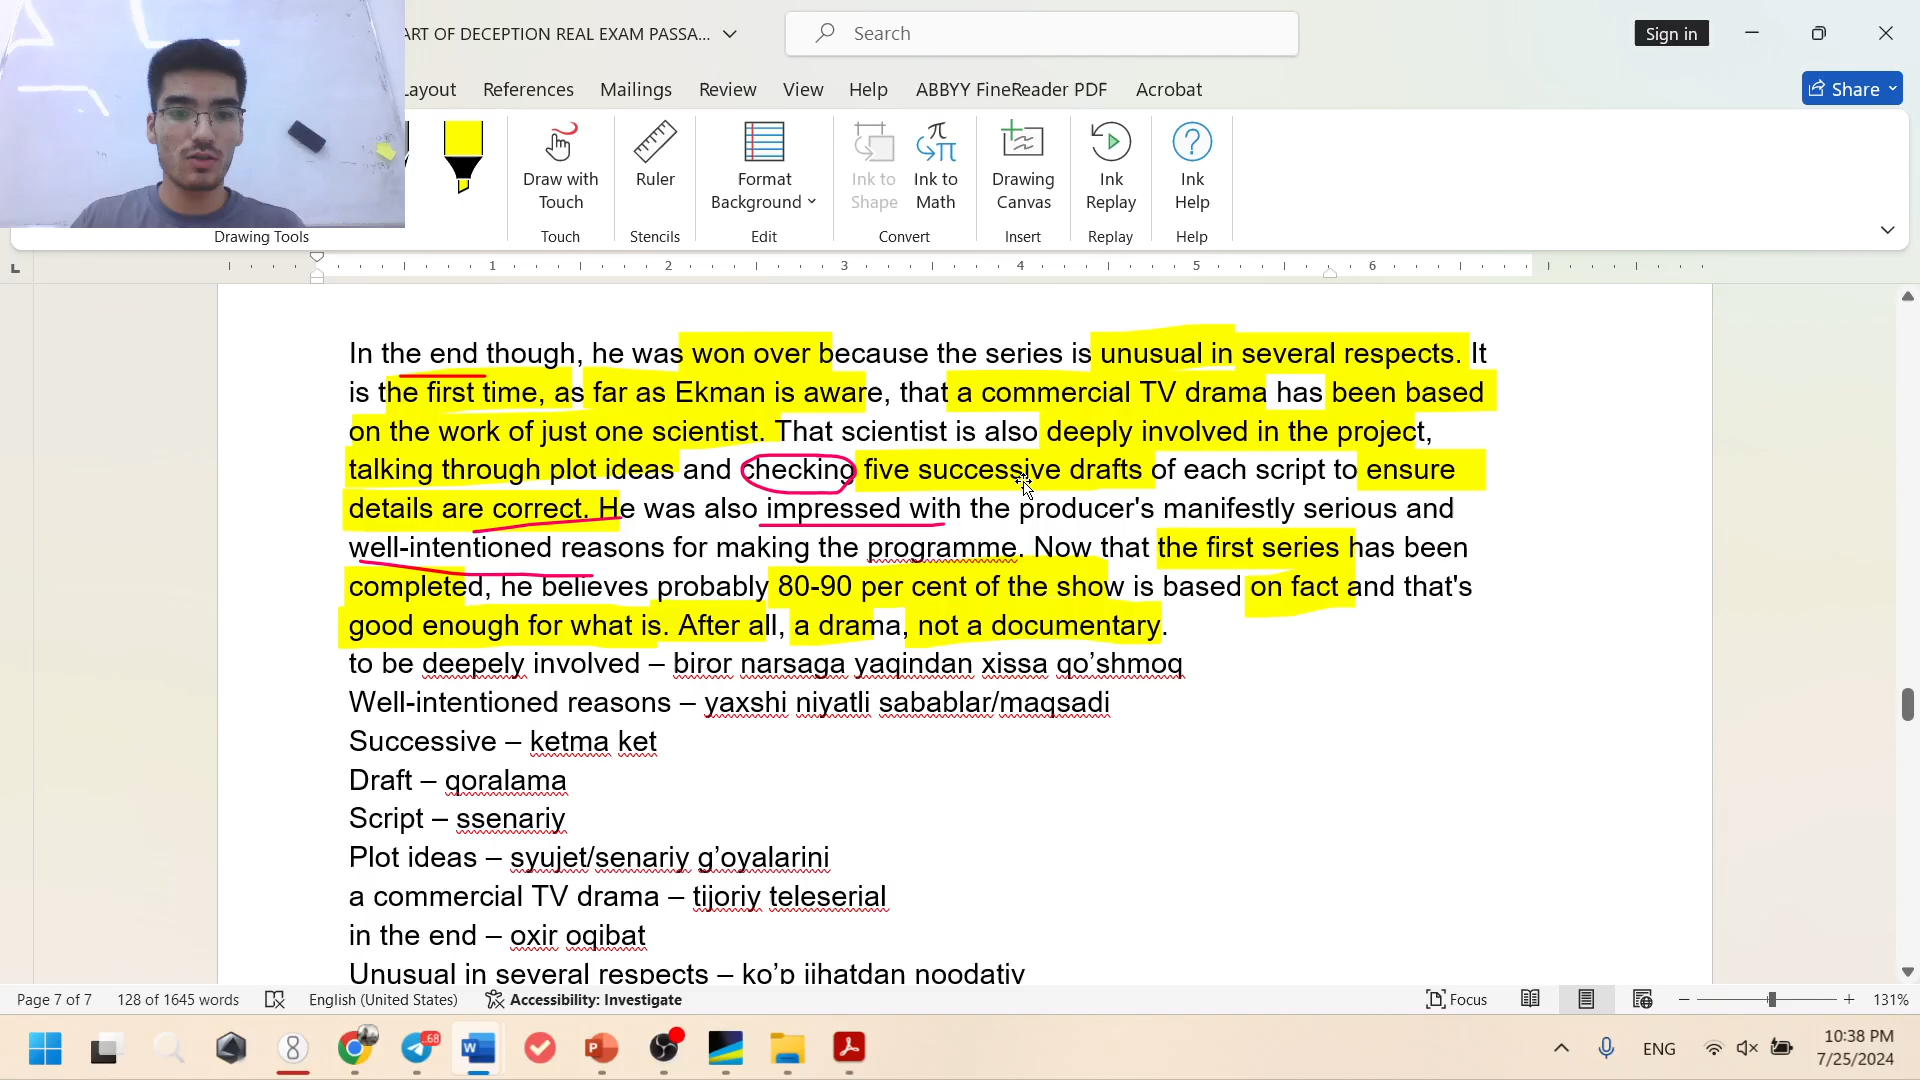 ART OF DECEPTION REAL EXAM PASSA...
Search
Sign in
Layout References Mailings Review View Help ABBYY FineReader PDF Acrobat
Share
Draw with Touch
Ruler
Format Background
Ink to Shape
Ink to Math
Drawing Canvas
Ink Replay
Ink Help
Drawing Tools Touch Stencils Edit Convert Insert Replay Help
1 2 3 4 5 6
In the end though, he was won over because the series is unusual in several respects. It
is the first time, as far as Ekman is aware, that a commercial TV drama has been based
on the work of just one scientist. That scientist is also deeply involved in the project,
talking through plot ideas and checking five successive drafts of each script to ensure
details are correct. He was also impressed with the producer's manifestly serious and
well-intentioned reasons for making the programme. Now that the first series has been
completed, he believes probably 80-90 per cent of the show is based on fact and that's
good enough for what is. After all, a drama, not a documentary.
to be deepely involved – biror narsaga yaqindan xissa qo’shmoq
Well-intentioned reasons – yaxshi niyatli sabablar/maqsadi
Successive – ketma ket
Draft – qoralama
Script – ssenariy
Plot ideas – syujet/senariy g’oyalarini
a commercial TV drama – tijoriy teleserial
in the end – oxir oqibat
Unusual in several respects – ko’p jihatdan noodativ
Page 7 of 7 128 of 1645 words English (United States) Accessibility: Investigate Focus 131%
68
ENG
10:38 PM
7/25/2024